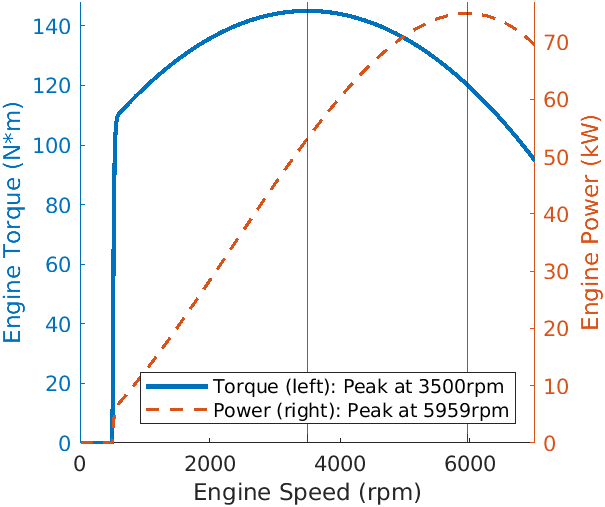 Engine Torque (N*m)
140
120
100
80
60
40
20
0
70
60
50
40
30
20
10
0
Engine Power (kW)
Torque (left): Peak at 3500rpm
Power (right): Peak at 5959rpm
0 2000 4000 6000
Engine Speed (rpm)